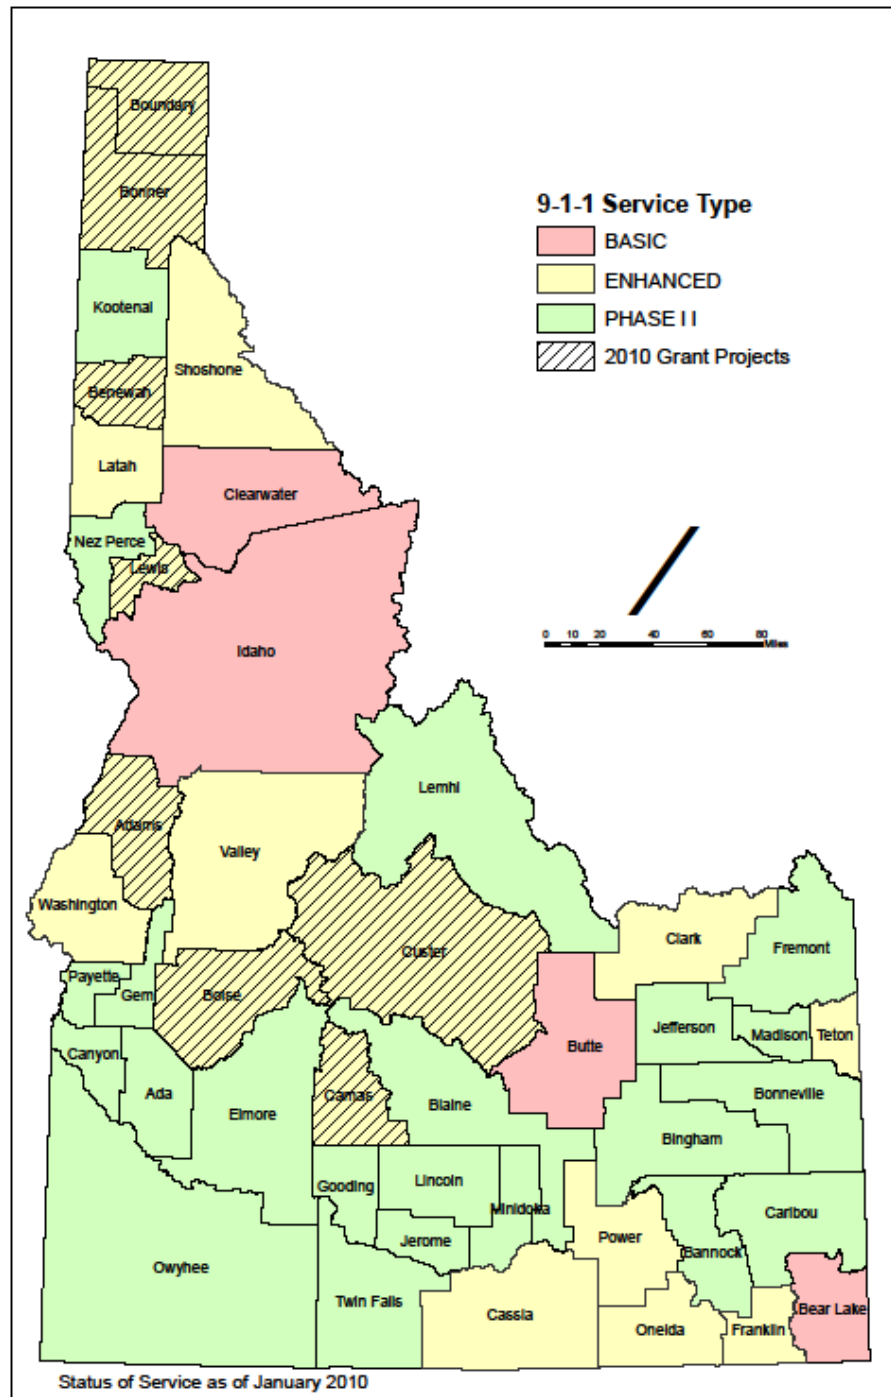 Boundary
Bonner
9-1-1 Service Type
BASIC
ENHANCED
PHASE I I
2010 Grant Projects
Kootenai
Shoshone
Benewah
Latah
Clearwater
Nez Perce
Lewis
Idaho
0 10 20 40 60 80
Miles
Lemhi
Adams
Valley
Washington
Custer
Clark
Fremont
Payette
Gem
Boise
Butte
Jefferson
Madison
Teton
Canyon
Ada
Elmore
Camas
Blaine
Bonneville
Bingham
Gooding
Lincoln
Minidoka
Caribou
Jerome
Power
Bannock
Owyhee
Twin Falls
Cassia
Oneida
Franklin
Bear Lake
Status of Service as of January 2010